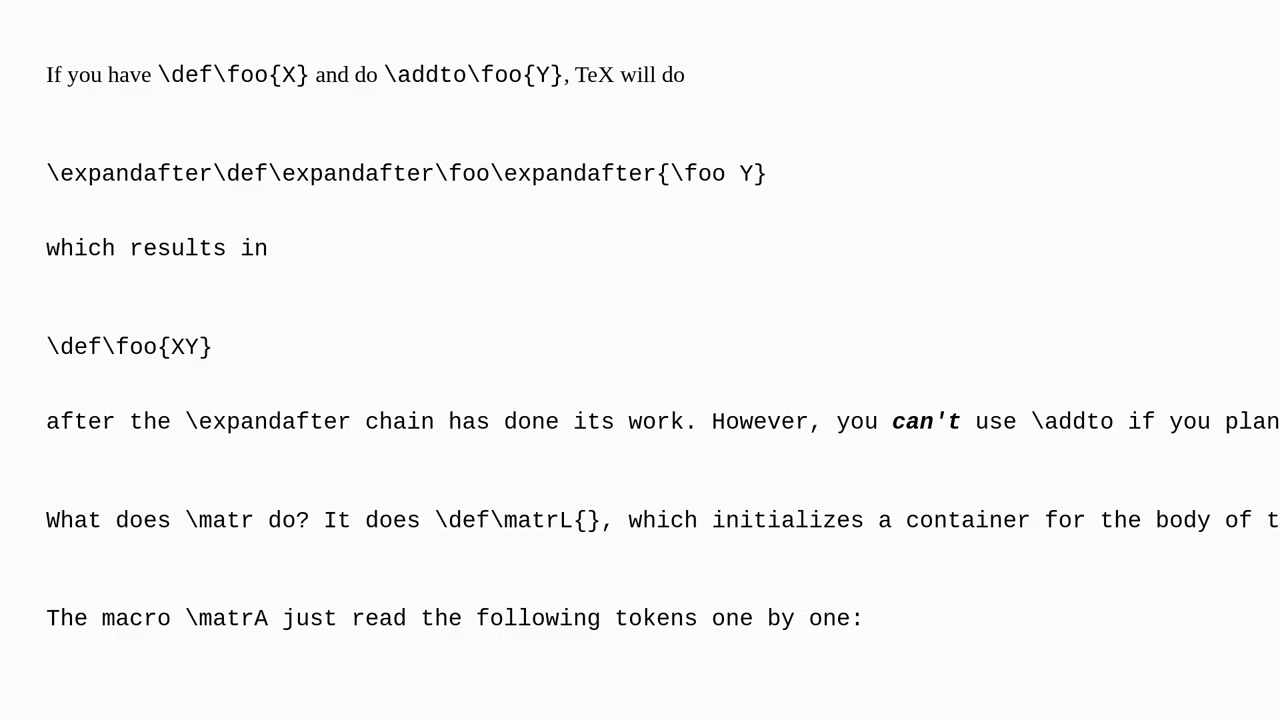 If you have \def\foo{X} and do \addto\foo{Y}, TeX will do
\expandafter\def\expandafter\foo\expandafter{\foo Y}
which results in
\def\foo{XY}
after the \expandafter chain has done its work. However, you can't use \addto if you plan
What does \matr do? It does \def\matrL{}, which initializes a container for the body of
The macro \matrA just read the following tokens one by one: